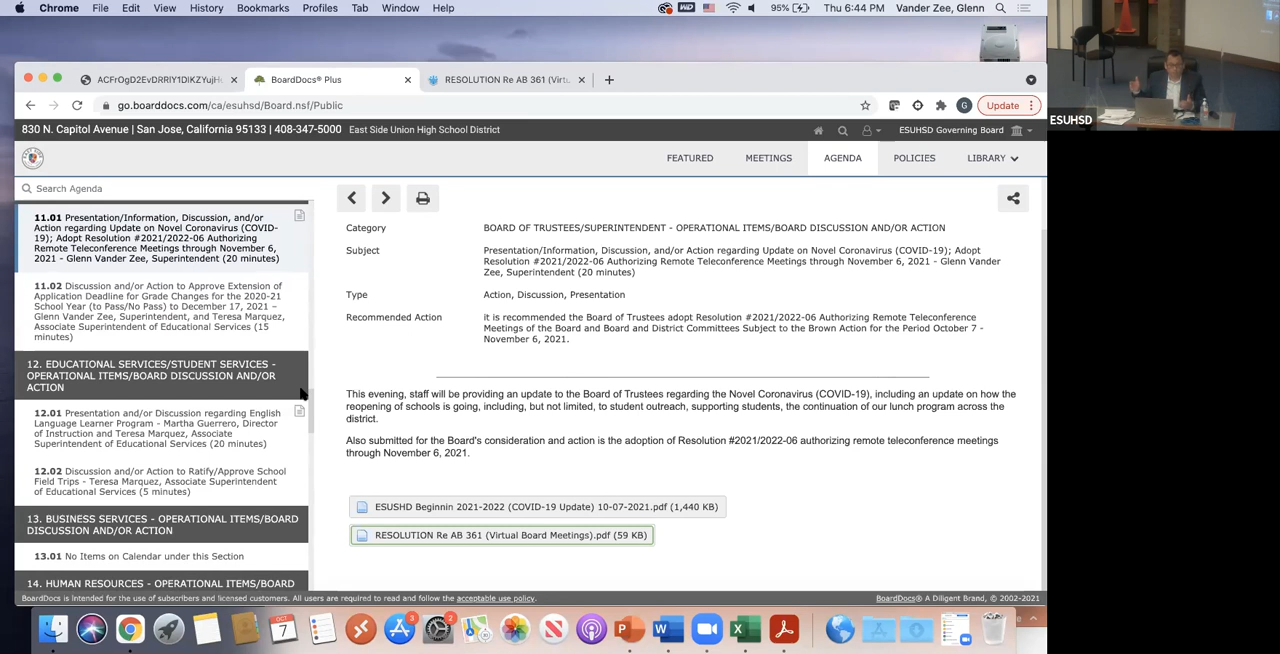 Chrome File Edit View History Bookmarks Profiles Tab Window Help 95% Thu 6:44 PM Vander Zee, Glenn
ACFrOgD2EvDRRlY1DlKZYujH BoardDocs® Plus RESOLUTION Re AB 361 (Virtu
go.boarddocs.com/ca/esuhsd/Board.nsf/Public
Update
830 N. Capitol Avenue | San Jose, California 95133 | 408-347-5000 East Side Union High School District
ESUHSD Governing Board
FEATURED MEETINGS AGENDA POLICIES LIBRARY
Search Agenda
11.01 Presentation/Information, Discussion, and/or
Action regarding Update on Novel Coronavirus (COVID-
19); Adopt Resolution #2021/2022-06 Authorizing
Remote Teleconference Meetings through November 6,
2021 - Glenn Vander Zee, Superintendent (20 minutes)
11.02 Discussion and/or Action to Approve Extension of
Application Deadline for Grade Changes for the 2020-21
School Year (to Pass/No Pass) to December 17, 2021 –
Glenn Vander Zee, Superintendent, and Teresa Marquez,
Associate Superintendent of Educational Services (15
minutes)
12. EDUCATIONAL SERVICES/STUDENT SERVICES -
OPERATIONAL ITEMS/BOARD DISCUSSION AND/OR
ACTION
12.01 Presentation and/or Discussion regarding English
Language Learner Program - Martha Guerrero, Director
of Instruction and Teresa Marquez, Associate
Superintendent of Educational Services (20 minutes)
12.02 Discussion and/or Action to Ratify/Approve School
Field Trips - Teresa Marquez, Associate Superintendent
of Educational Services (5 minutes)
13. BUSINESS SERVICES - OPERATIONAL ITEMS/BOARD
DISCUSSION AND/OR ACTION
13.01 No Items on Calendar under this Section
14. HUMAN RESOURCES - OPERATIONAL ITEMS/BOARD
Category BOARD OF TRUSTEES/SUPERINTENDENT - OPERATIONAL ITEMS/BOARD DISCUSSION AND/OR ACTION
Subject Presentation/Information, Discussion, and/or Action regarding Update on Novel Coronavirus (COVID-19); Adopt
Resolution #2021/2022-06 Authorizing Remote Teleconference Meetings through November 6, 2021 - Glenn Vander
Zee, Superintendent (20 minutes)
Type Action, Discussion, Presentation
Recommended Action it is recommended the Board of Trustees adopt Resolution #2021/2022-06 Authorizing Remote Teleconference
Meetings of the Board and Board and District Committees Subject to the Brown Action for the Period October 7 -
November 6, 2021.
This evening, staff will be providing an update to the Board of Trustees regarding the Novel Coronavirus (COVID-19), including an update on how the
reopening of schools is going, including, but not limited, to student outreach, supporting students, the continuation of our lunch program across the
district.
Also submitted for the Board's consideration and action is the adoption of Resolution #2021/2022-06 authorizing remote teleconference meetings
through November 6, 2021.
ESUSHD Beginnin 2021-2022 (COVID-19 Update) 10-07-2021.pdf (1,440 KB)
RESOLUTION Re AB 361 (Virtual Board Meetings).pdf (59 KB)
BoardDocs is intended for the use of subscribers and licensed customers. All users are required to read and follow the acceptable use policy.
BoardDocs® A Diligent Brand, © 2002-2021
ESUHSD
OCT
7
3
2